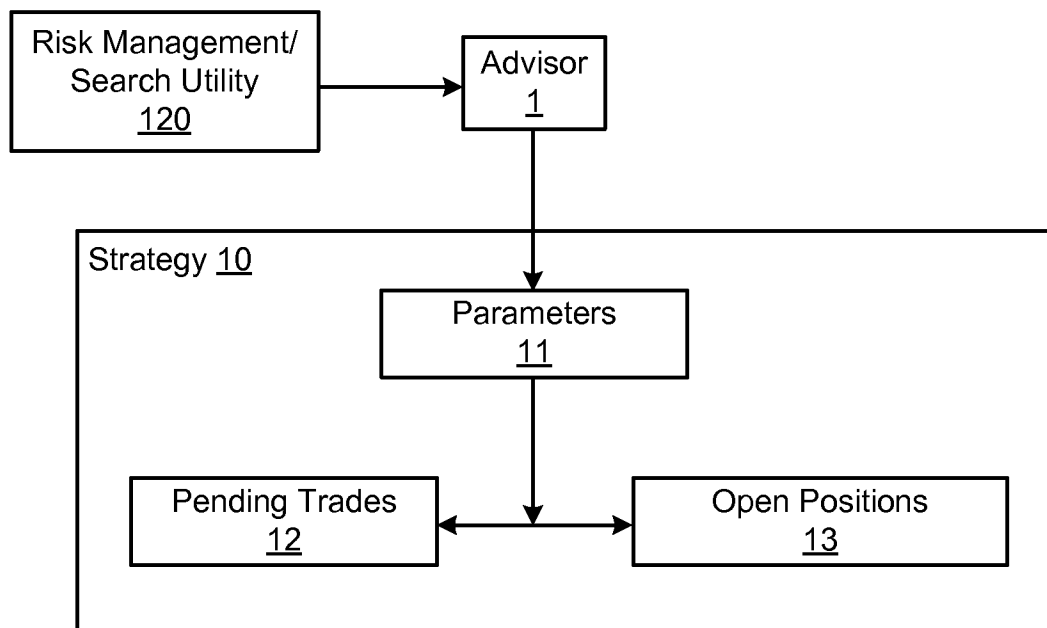 Risk Management/
Search Utility
120
Advisor
1
Strategy 10
Parameters
11
Pending Trades
12
Open Positions
13